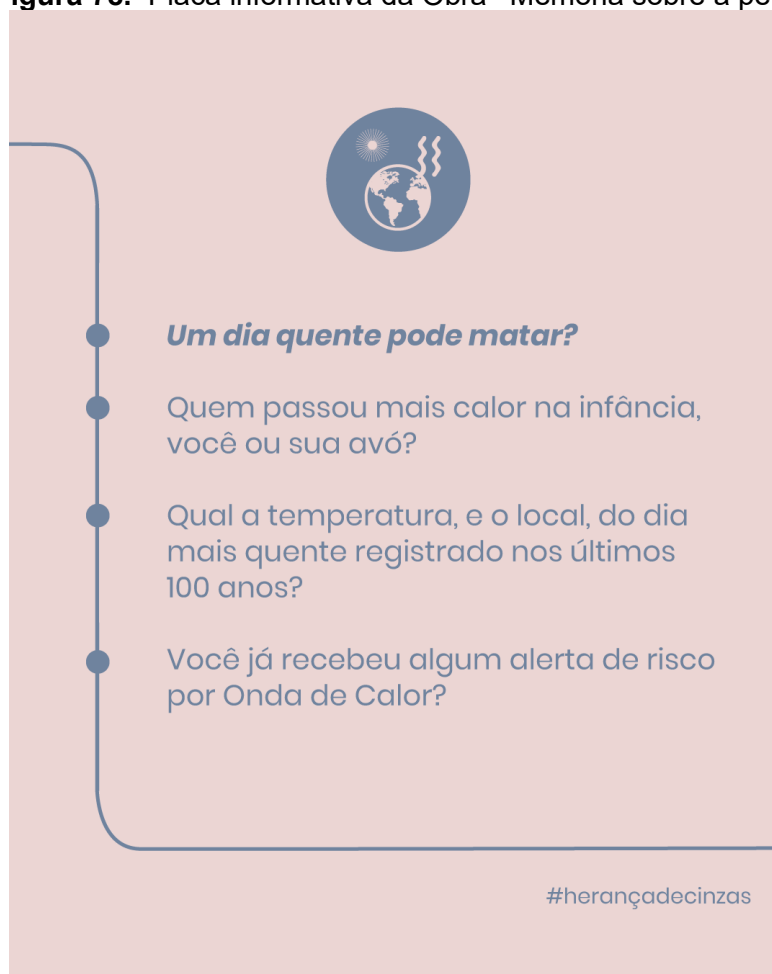 Placa informativa da Obra "Memória sobre a
Um dia quente pode matar?
Quem passou mais calor na infância,
você ou sua avó?
Qual a temperatura, e o local, do dia
mais quente registrado nos últimos
100 anos?
Você já recebeu algum alerta de risco
por Onda de Calor?
#herançadecinzas